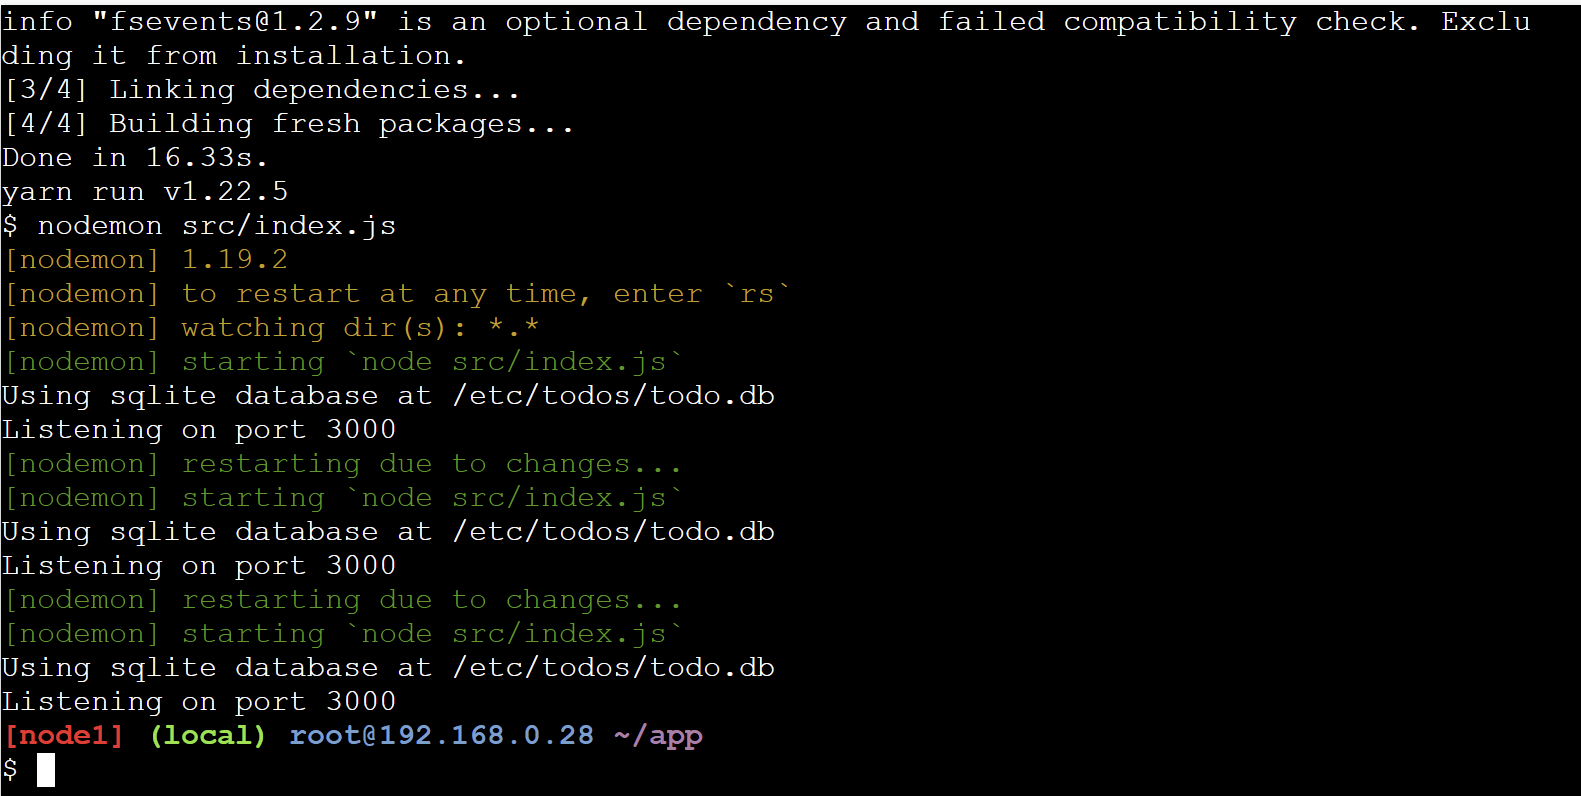 info "fsevents@1.2.9" is an optional dependency and failed compatibility check. Exclu
ding it from installation.
[3/4] Linking dependencies...
[4/4] Building fresh packages...
Done in 16.33s.
yarn run v1.22.5
$ nodemon src/index.js
[nodemon] 1.19.2
[nodemon] to restart at any time, enter `rs`
[nodemon] watching dir(s): *.*
[nodemon] starting `node src/index.js`
Using sqlite database at /etc/todos/todo.db
Listening on port 3000
[nodemon] restarting due to changes...
[nodemon] starting `node src/index.js`
Using sqlite database at /etc/todos/todo.db
Listening on port 3000
[nodemon] restarting due to changes...
[nodemon] starting `node src/index.js`
Using sqlite database at /etc/todos/todo.db
Listening on port 3000
[node1] (local) root@192.168.0.28 ~/app
$